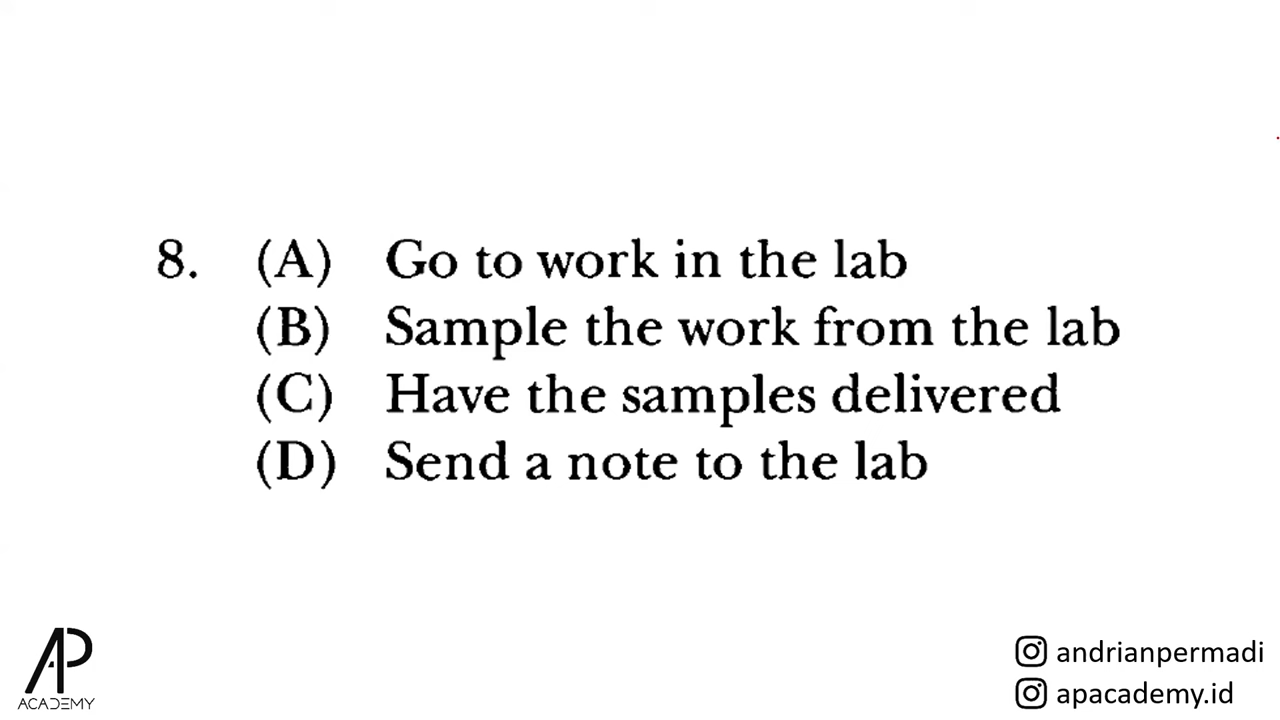 8. (A) Go to work in the lab
(B) Sample the work from the lab
(C) Have the samples delivered
(D) Send a note to the lab
AP
ACADEMY
andrianpermadi
apacademy.id